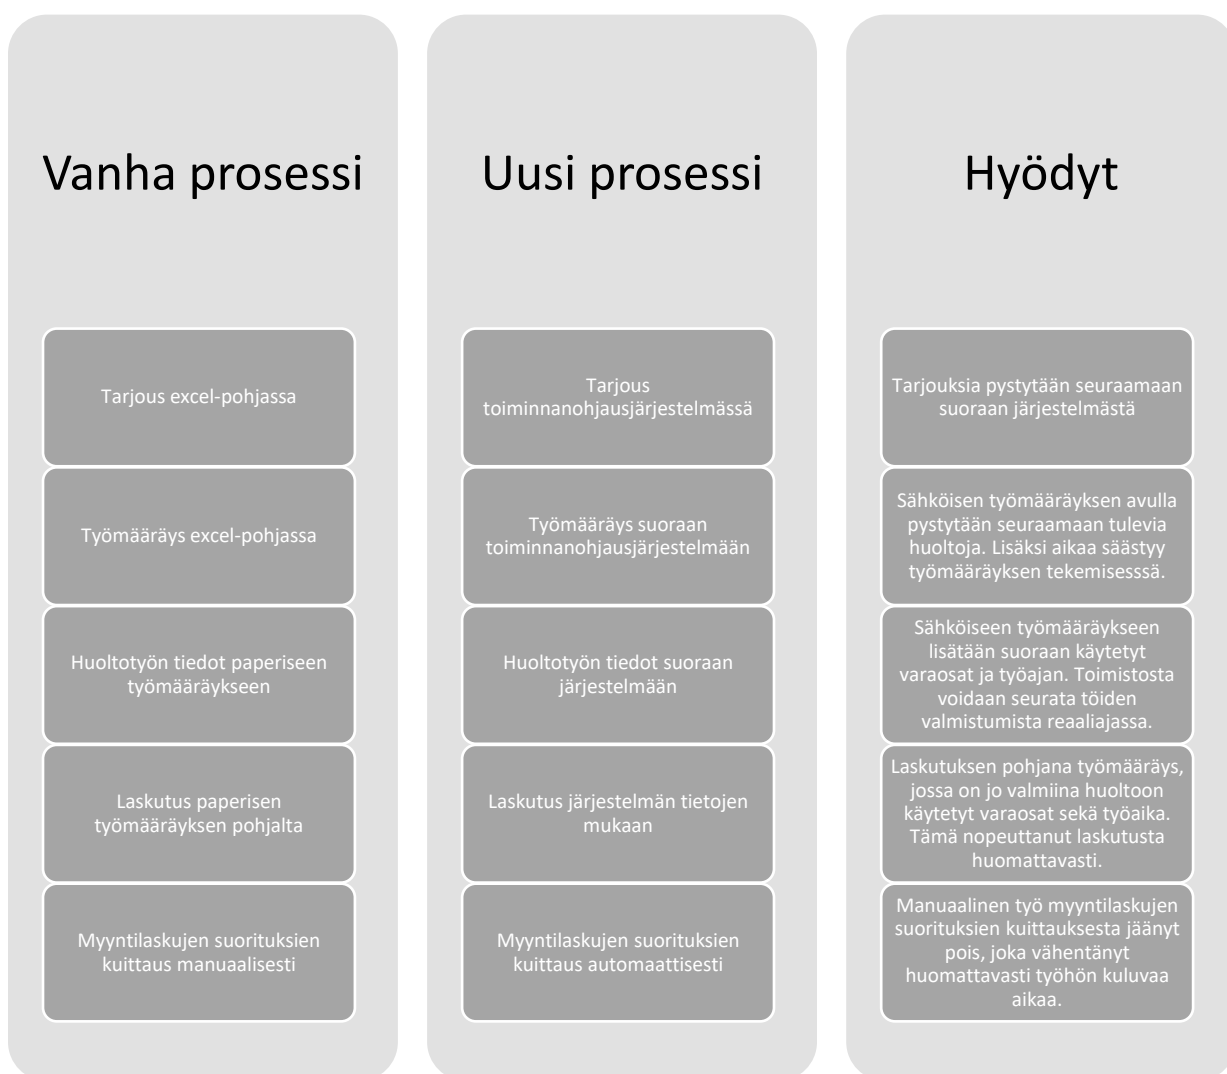 Vanha prosessi
Tarjous excel-pohjassa
Työmääräys excel-pohjassa
Huoltotyön tiedot paperiseen
työmääräykseen
Laskutus paperisen
työmääräyksen pohjalta
Myyntilaskujen suorituksien
kuittaus manuaalisesti
Uusi prosessi
Tarjous
toiminnanohjausjärjestelmässä
Työmääräys suoraan
toiminnanohjausjärjestelmään
Huoltotyön tiedot suoraan
järjestelmään
Laskutus järjestelmän tietojen
mukaan
Myyntilaskujen suorituksien
kuittaus automaattisesti
Hyödyt
Tarjouksia pystytään seuraamaan
suoraan järjestelmästä
Sähköisen työmääräyksen avulla
pystytään seuraamaan tulevia
huoltoja. Lisäksi aikaa säästyy
työmääräyksen tekemisesssä.
Sähköiseen työmääräykseen
lisätään suoraan käytetyt
varaosat ja työajan. Toimistosta
voidaan seurata töiden
valmistumista reaaliajassa.
Laskutuksen pohjana työmääräys,
jossa on jo valmiina huoltoon
käytetyt varaosat sekä työaika.
Tämä nopeuttanut laskutusta
huomattavasti.
Manuaalinen työ myyntilaskujen
suorituksien kuittauksesta jäänyt
pois, joka vähentänyt
huomattavasti työhön kuluvaa
aikaa.